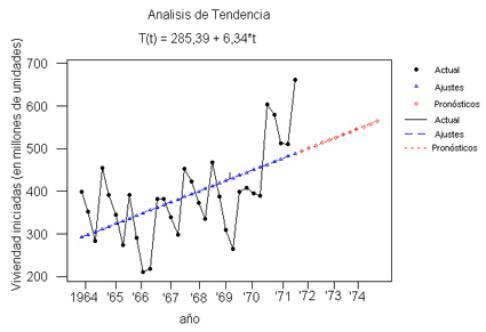 Analisis de Tendencia
T(t) = 285,39 + 6,34*t
Viviendad iniciadas (en millones de unidades)
700
600
500
400
300
200
1964 '65 '66 '67 '68 '69 '70 '71 '72 '73 '74
año
Actual
Ajustes
Pronósticos
Actual
Ajustes
Pronósticos